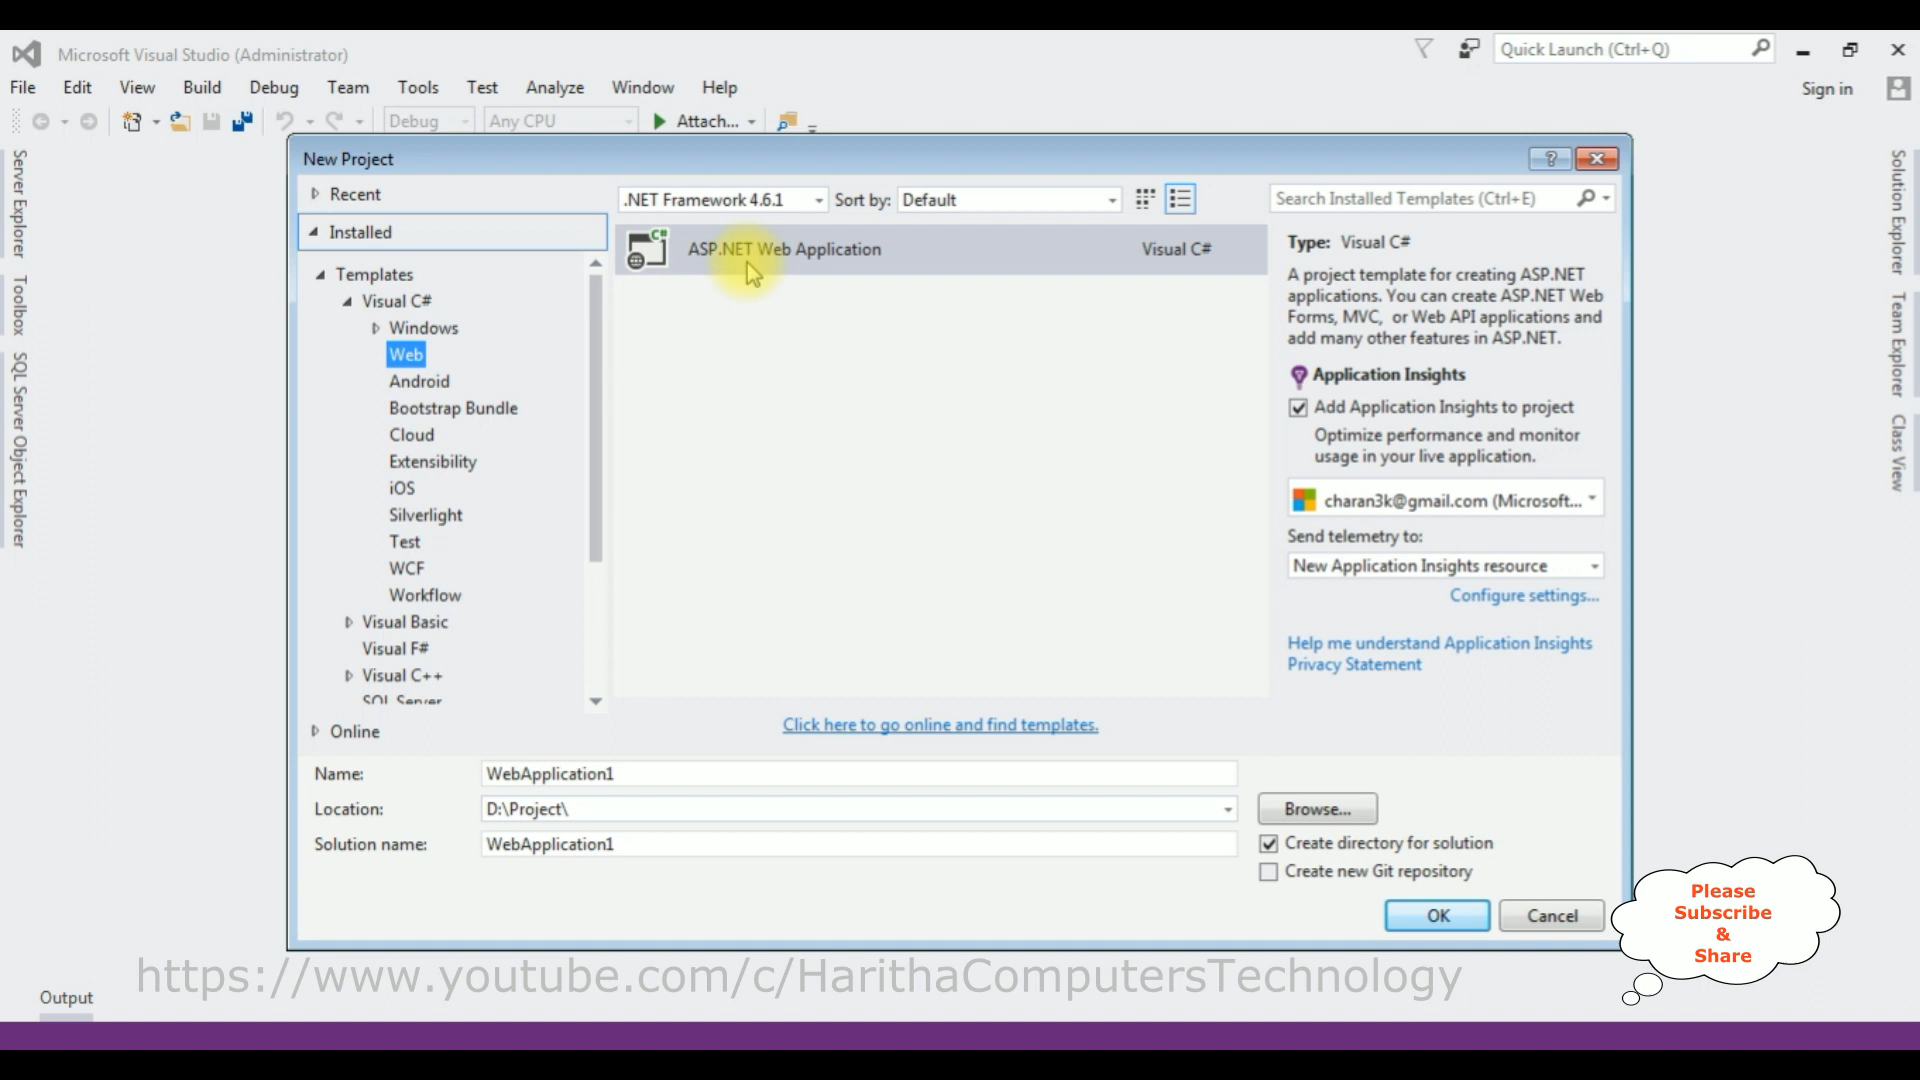 Microsoft Visual Studio (Administrator)
Quick Launch (Ctrl+Q)
File Edit View Build Debug Team Tools Test Analyze Window Help
Sign in
Debug
Any CPU
Attach...
Server Explorer
Toolbox
SQL Server Object Explorer
New Project
?
Recent
Installed
Templates
Visual C#
Windows
Web
Android
Bootstrap Bundle
Cloud
Extensibility
iOS
Silverlight
Test
WCF
Workflow
Visual Basic
Visual F#
Visual C++
SQL Server
Online
.NET Framework 4.6.1
Sort by: Default
C#
ASP.NET Web Application
Visual C#
Click here to go online and find templates.
Search Installed Templates (Ctrl+E)
Type: Visual C#
A project template for creating ASP.NET
applications. You can create ASP.NET Web
Forms, MVC, or Web API applications and
add many other features in ASP.NET.
Application Insights
Add Application Insights to project
Optimize performance and monitor
usage in your live application.
charan3k@gmail.com (Microsoft...
Send telemetry to:
New Application Insights resource
Configure settings...
Help me understand Application Insights
Privacy Statement
Name: WebApplication1
Location: D:\Project\
Browse...
Solution name: WebApplication1
Create directory for solution
Create new Git repository
OK
Cancel
Solution Explorer
Team Explorer
Class View
Please
Subscribe
&
Share
https://www.youtube.com/c/HarithaComputersTechnology
Output